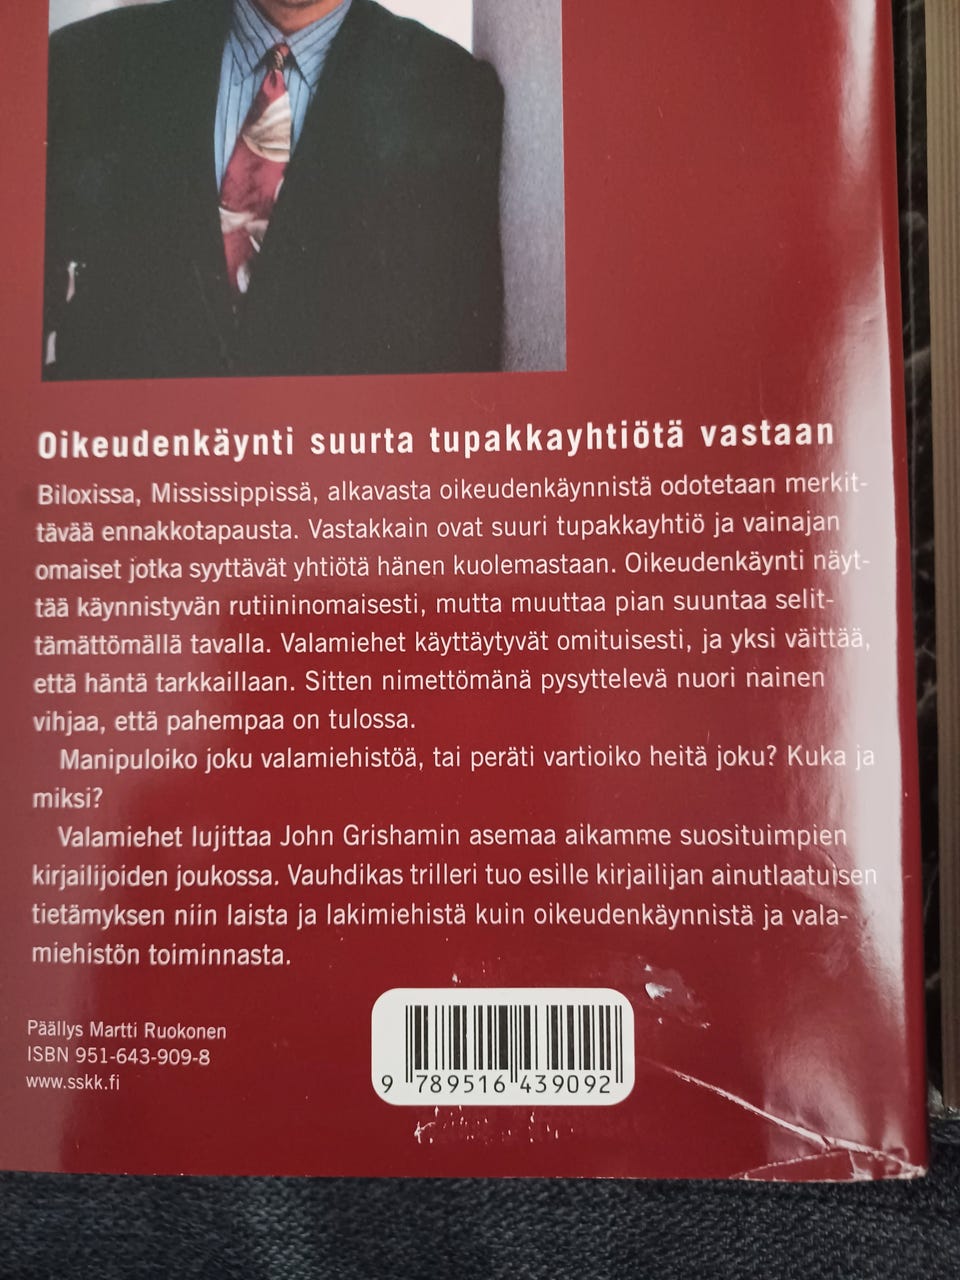 Oikeudenkäynti suurta tupakkayhtiötä vastaan
Biloxissa, Mississippissä, alkavasta oikeudenkäynnistä odotetaan merkit-
tävää ennakkotapausta. Vastakkain ovat suuri tupakkayhtiö ja vainajan
omaiset jotka syyttävät yhtiötä hänen kuolemastaan. Oikeudenkäynti näyt-
tää käynnistyvän rutiininomaisesti, mutta muuttaa pian suuntaa selit-
tämättömällä tavalla. Valamiehet käyttäytyvät omituisesti, ja yksi väittää,
että häntä tarkkaillaan. Sitten nimettömänä pysyttelevä nuori nainen
vihjaa, että pahempaa on tulossa.
Manipuloiko joku valamiehistöä, tai peräti vartioiko heitä joku? Kuka ja
miksi?
Valamiehet lujittaa John Grishamin asemaa aikamme suosituimpien
kirjailijoiden joukossa. Vauhdikas trilleri tuo esille kirjailijan ainutlaatuisen
tietämyksen niin laista ja lakimiehistä kuin oikeudenkäynnistä ja vala-
miehistön toiminnasta.
Päällys Martti Ruokonen
ISBN 951-643-909-8
www.sskk.fi
9 789516 439092